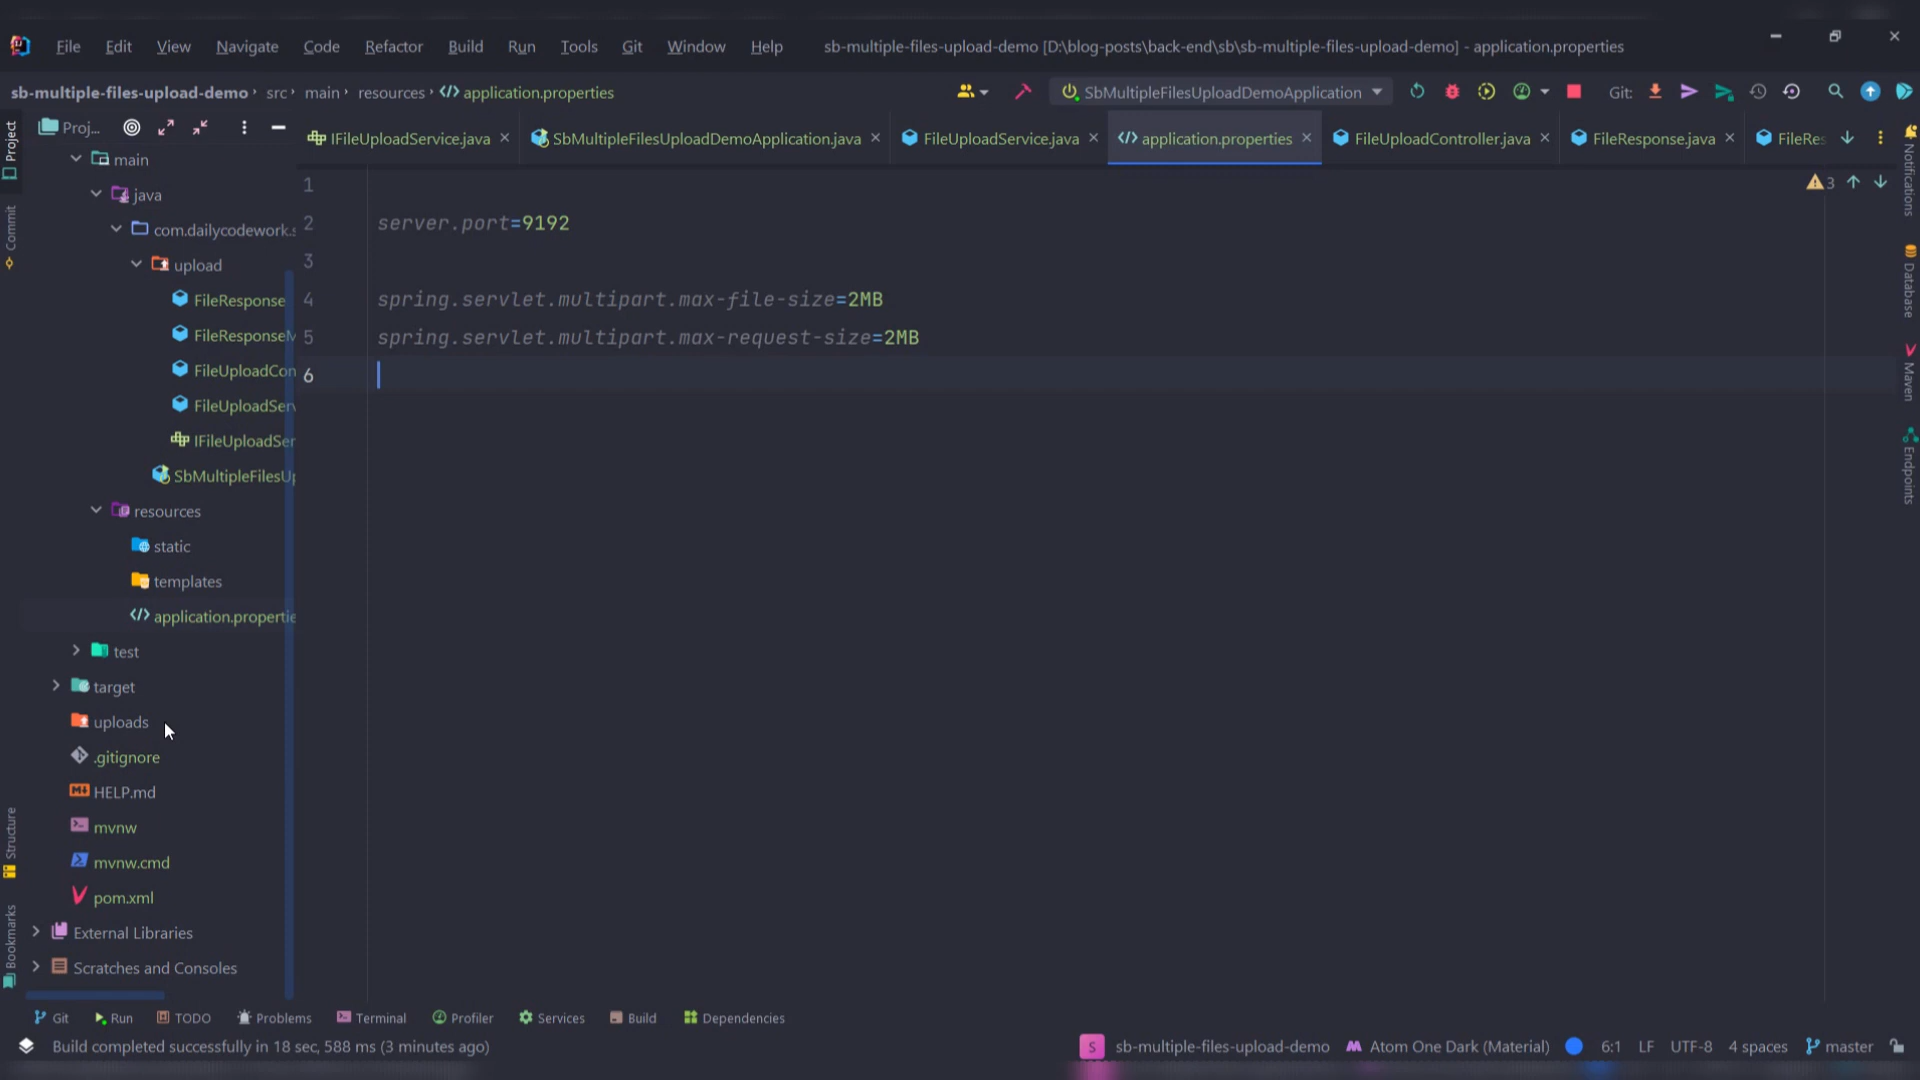 File Edit View Navigate Code Refactor Build Run Tools Git Window Help sb-multiple-files-upload-demo [D:\blog-posts\back-end\sb\sb-multiple-files-upload-demo] - application.properties
sb-multiple-files-upload-demo src main resources </> application.properties SbMultipleFilesUploadDemoApplication Git:
Proj... IFileUploadService.java SbMultipleFilesUploadDemoApplication.java FileUploadService.java </> application.properties FileUploadController.java FileResponse.java FileRes
Project
Commit
Structure
Bookmarks
main
java
com.dailycodework.s
upload
FileResponse
FileResponseM
FileUploadCon
FileUploadServ
IFileUploadSer
SbMultipleFilesUp
resources
static
templates
</> application.propertie
test
target
uploads
.gitignore
HELP.md
mvnw
mvnw.cmd
pom.xml
External Libraries
Scratches and Consoles
1
2 server.port=9192
3
4 spring.servlet.multipart.max-file-size=2MB
5 spring.servlet.multipart.max-request-size=2MB
6
3
Notifications
Database
Maven
Endpoints
Git Run TODO Problems Terminal Profiler Services Build Dependencies
Build completed successfully in 18 sec, 588 ms (3 minutes ago) S sb-multiple-files-upload-demo Atom One Dark (Material) 6:1 LF UTF-8 4 spaces master